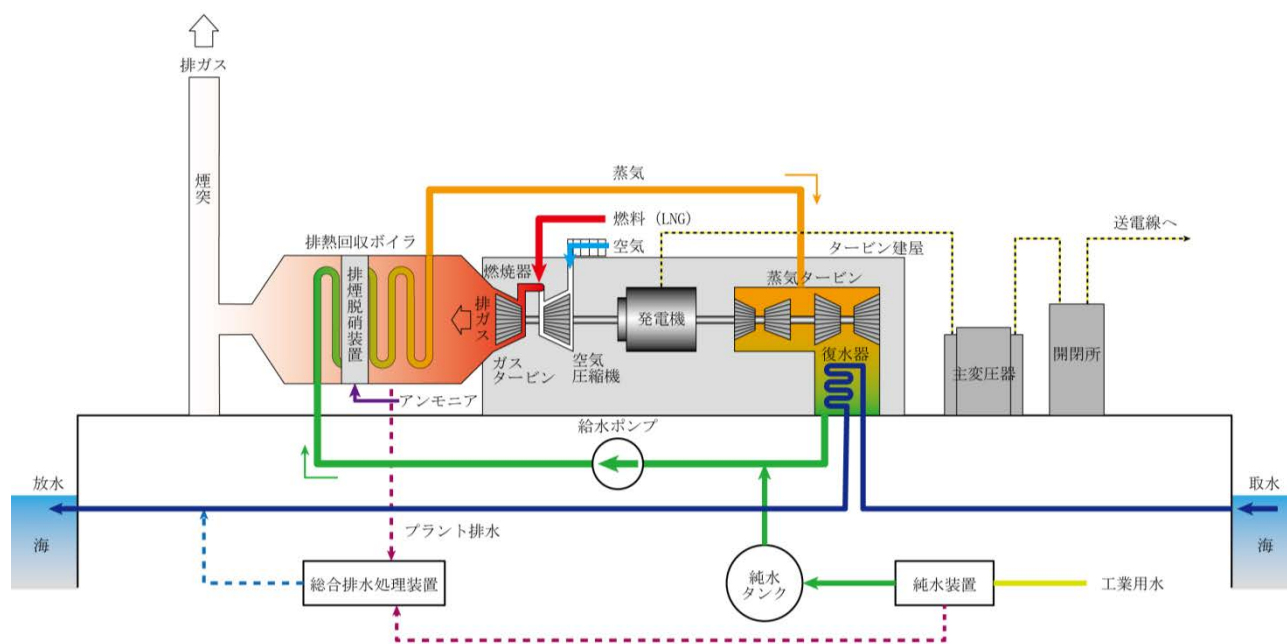 排ガス
煙突
蒸気
燃料 (LNG)
空気
送電線へ
排熱回収ボイラ
タービン建屋
燃焼器
蒸気タービン
排煙脱硝装置
排ガス
発電機
ガス
タービン
空気
圧縮機
復水器
主変圧器
開閉所
アンモニア
給水ポンプ
放水
取水
海
海
プラント排水
総合排水処理装置
純水
タンク
純水装置
工業用水